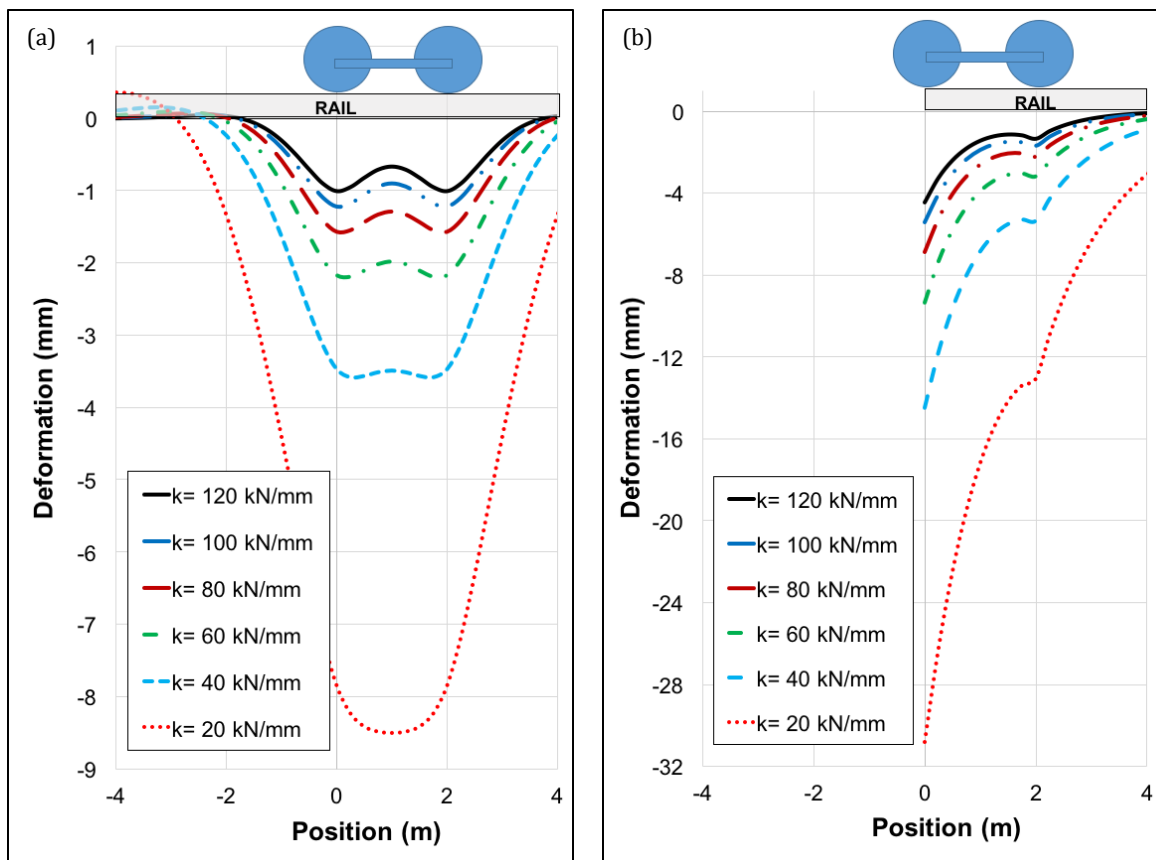 (a)
RAIL
1
0
-1
-2
-3
-4
-5
-6
-7
-8
-9
Deformation (mm)
k= 120 kN/mm
k= 100 kN/mm
k= 80 kN/mm
k= 60 kN/mm
k= 40 kN/mm
k= 20 kN/mm
-4 -2 0 2 4
Position (m)
(b)
RAIL
0
-4
-8
-12
-16
-20
-24
-28
-32
Deformation (mm)
k= 120 kN/mm
k= 100 kN/mm
k= 80 kN/mm
k= 60 kN/mm
k= 40 kN/mm
k= 20 kN/mm
-4 -2 0 2 4
Position (m)